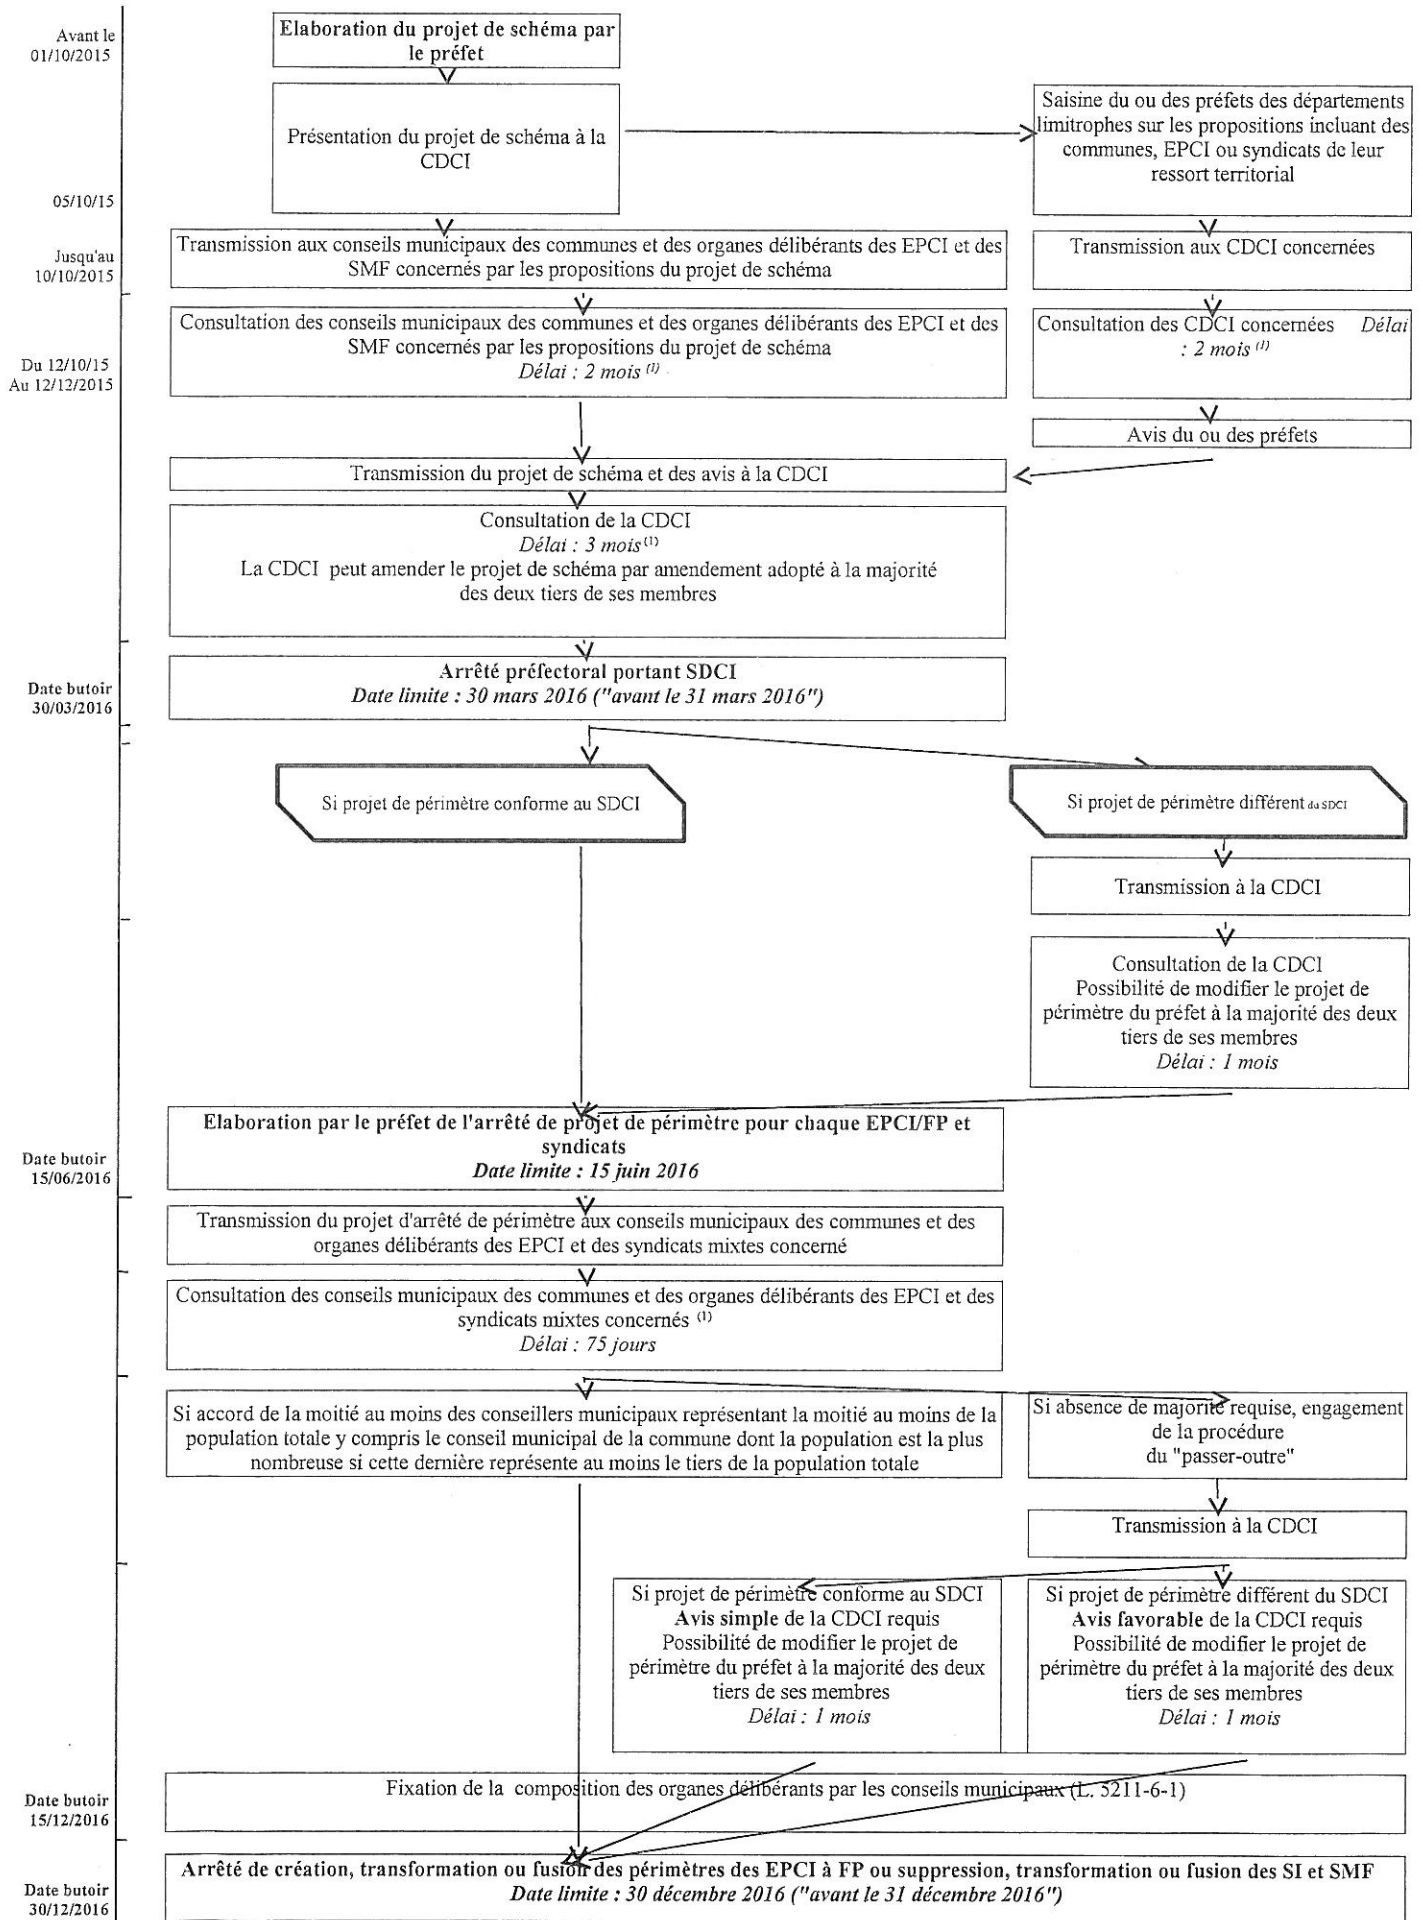 Avant le
01/10/2015
Elaboration du projet de schéma par
le préfet
Présentation du projet de schéma à la
CDCI
Saisine du ou des préfets des départements
limitrophes sur les propositions incluant des
communes, EPCI ou syndicats de leur
ressort territorial
05/10/15
Jusqu'au
10/10/2015
Transmission aux conseils municipaux des communes et des organes délibérants des EPCI et des
SMF concernés par les propositions du projet de schéma
Transmission aux CDCI concernées
Du 12/10/15
Au 12/12/2015
Consultation des conseils municipaux des communes et des organes délibérants des EPCI et des
SMF concernés par les propositions du projet de schéma
Délai : 2 mois (1)
Consultation des CDCI concernées Délai
: 2 mois (1)
Avis du ou des préfets
Transmission du projet de schéma et des avis à la CDCI
Consultation de la CDCI
Délai : 3 mois(1)
La CDCI peut amender le projet de schéma par amendement adopté à la majorité
des deux tiers de ses membres
Date butoir
30/03/2016
Arrêté préfectoral portant SDCI
Date limite : 30 mars 2016 ("avant le 31 mars 2016")
Si projet de périmètre conforme au SDCI
Si projet de périmètre différent du SDCI
Transmission à la CDCI
Consultation de la CDCI
Possibilité de modifier le projet de
périmètre du préfet à la majorité des deux
tiers de ses membres
Délai : 1 mois
Date butoir
15/06/2016
Elaboration par le préfet de l'arrêté de projet de périmètre pour chaque EPCI/FP et
syndicats
Date limite : 15 juin 2016
Transmission du projet d'arrêté de périmètre aux conseils municipaux des communes et des
organes délibérants des EPCI et des syndicats mixtes concerné
Consultation des conseils municipaux des communes et des organes délibérants des EPCI et des
syndicats mixtes concernés (1)
Délai : 75 jours
Si accord de la moitié au moins des conseillers municipaux représentant la moitié au moins de la
population totale y compris le conseil municipal de la commune dont la population est la plus
nombreuse si cette dernière représente au moins le tiers de la population totale
Si absence de majorité requise, engagement
de la procédure
du "passer-outre"
Transmission à la CDCI
Si projet de périmètre conforme au SDCI
Avis simple de la CDCI requis
Possibilité de modifier le projet de
périmètre du préfet à la majorité des deux
tiers de ses membres
Délai : 1 mois
Si projet de périmètre différent du SDCI
Avis favorable de la CDCI requis
Possibilité de modifier le projet de
périmètre du préfet à la majorité des deux
tiers de ses membres
Délai : 1 mois
Date butoir
15/12/2016
Fixation de la composition des organes délibérants par les conseils municipaux (L. 5211-6-1)
Date butoir
30/12/2016
Arrêté de création, transformation ou fusion des périmètres des EPCI à FP ou suppression, transformation ou fusion des SI et SMF
Date limite : 30 décembre 2016 ("avant le 31 décembre 2016")